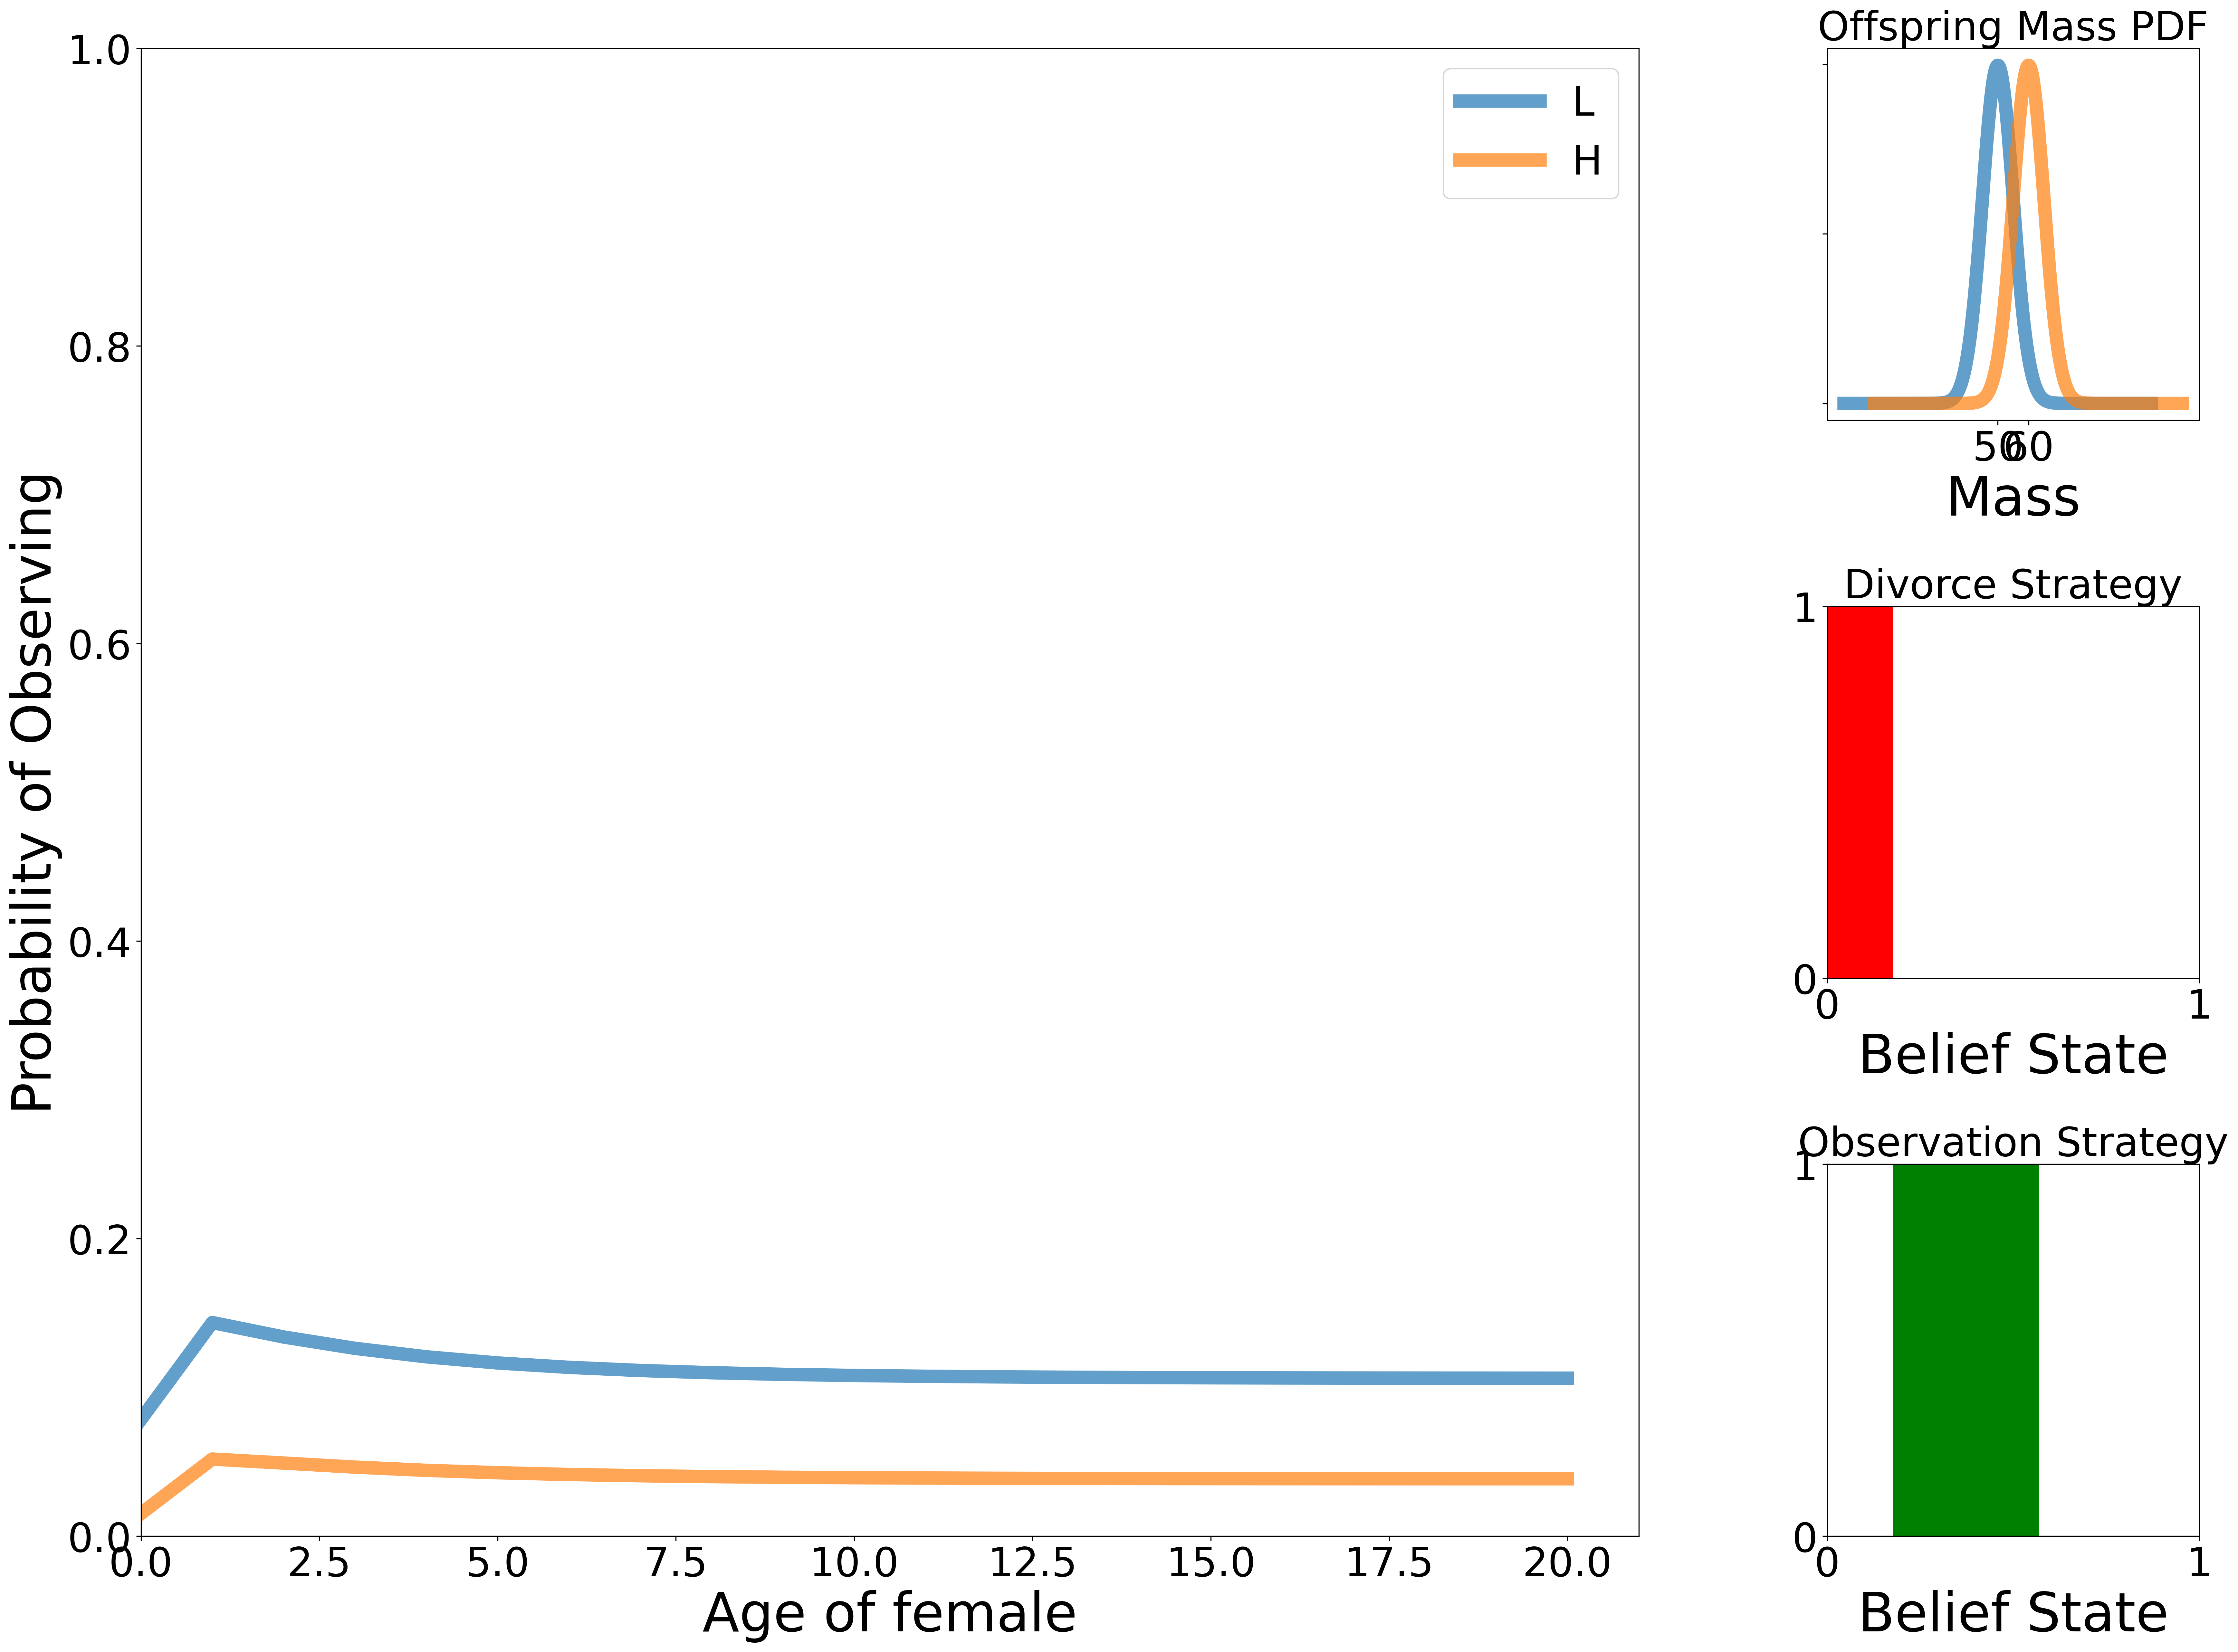 Probability of Observing
1.0
0.8
0.6
0.4
0.2
0.0
0.0 2.5 5.0 7.5 10.0 12.5 15.0 17.5 20.0
Age of female
L
H
Offspring Mass PDF
50 60
Mass
Divorce Strategy
1
0
0 1
Belief State
Observation Strategy
1
0
0 1
Belief State